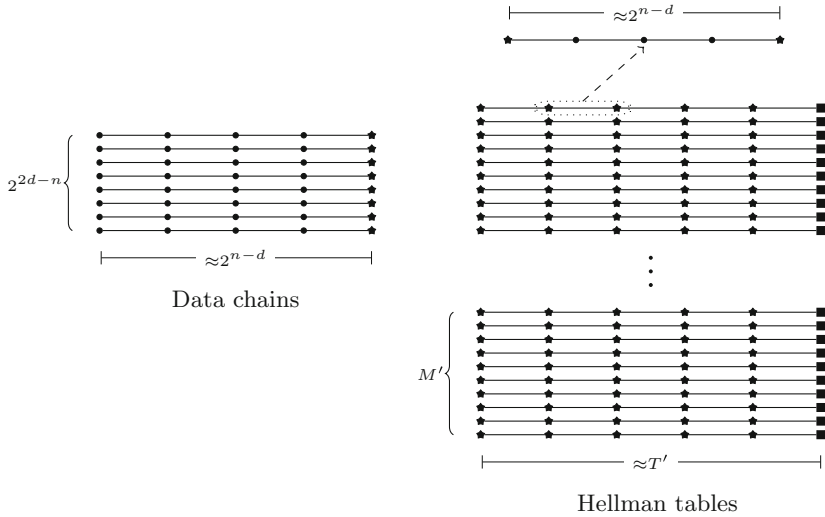 ≈2^{n−d}
2^{2d−n}
≈2^{n−d}
Data chains
M′
≈T′
Hellman tables